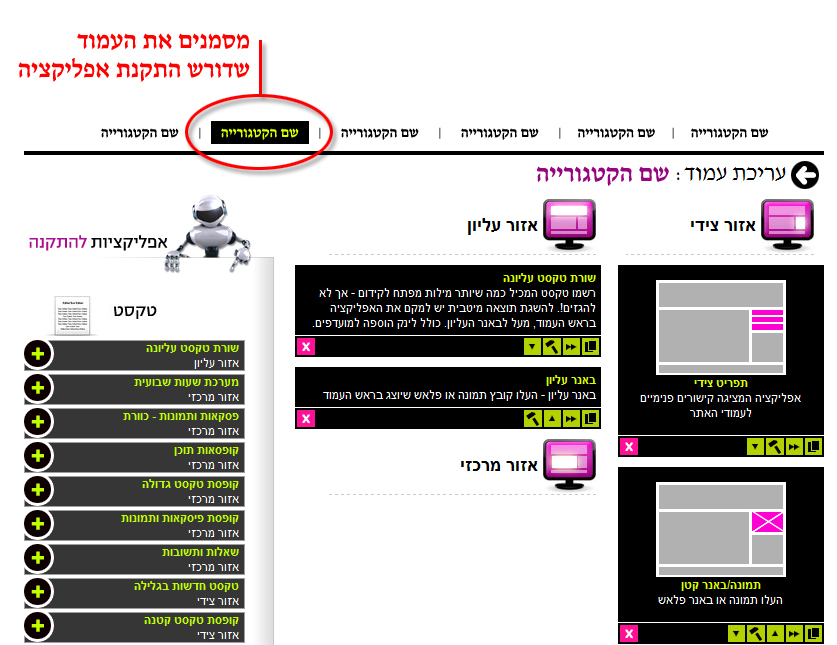 מסמנים את העמוד
שדורש התקנת אפליקציה
שם הקטגורייה | שם הקטגורייה | שם הקטגורייה | שם הקטגורייה | שם הקטגורייה | שם הקטגורייה
עריכת עמוד : שם הקטגורייה
אזור צידי
תפריט צידי
אפליקציה המציגה קישורים פנימיים
לעמודי האתר
תמונה/באנר קטן
העלו תמונה או באנר פלאש
אזור עליון
שורת טקסט עליונה
רשמו טקסט המכיל כמה שיותר מילות מפתח לקידום - אך לא
להגזים!. להשגת תוצאה מיטבית יש למקם את האפליקציה
בראש העמוד, מעל לבאנר העליון. כולל לינק הוספה למועדפים.
X
באנר עליון
באנר עליון - העלו קובץ תמונה או פלאש שיוצג בראש העמוד
X
אזור מרכזי
X
X
אפליקציות להתקנה
טקסט
שורת טקסט עליונה
אזור עליון
מערכת שעות שבועית
אזור מרכזי
פסקאות ותמונות - כוורת
אזור מרכזי
קופסאות תוכן
אזור מרכזי
קופסת טקסט גדולה
אזור מרכזי
קופסת פיסקאות ותמונות
אזור מרכזי
שאלות ותשובות
אזור מרכזי
טקסט חדשות בגלילה
אזור צידי
קופסת טקסט קטנה
אזור צידי